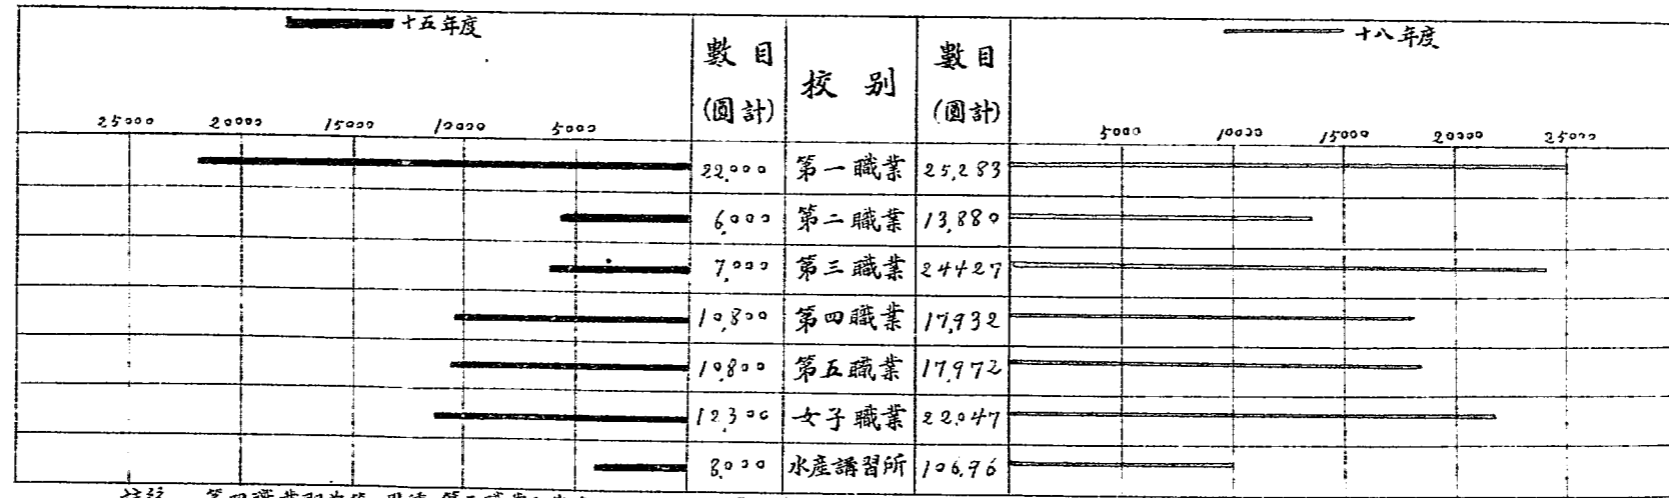 十五年度
十八年度
數目 校別 數目
(圓計) (圓計)
25000 20000 15000 10000 5000
5000 10000 15000 20000 25000
22,000 第一職業 25,283
6,000 第二職業 13,880
7,000 第三職業 24427
10,800 第四職業 17,932
10,800 第五職業 17,972
12,300 女子職業 22,047
8,000 水產講習所 106,96